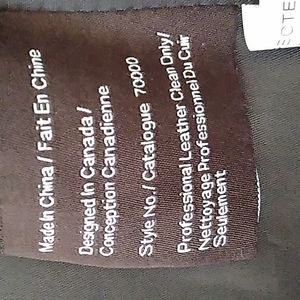 Made In China / Fait En Chine
Designed In Canada /
Conception Canadienne
Style No./ Catalogue 70000
Professional Leather Clean Only/
Nettoyage Professionnel Du Cuir
Seulement